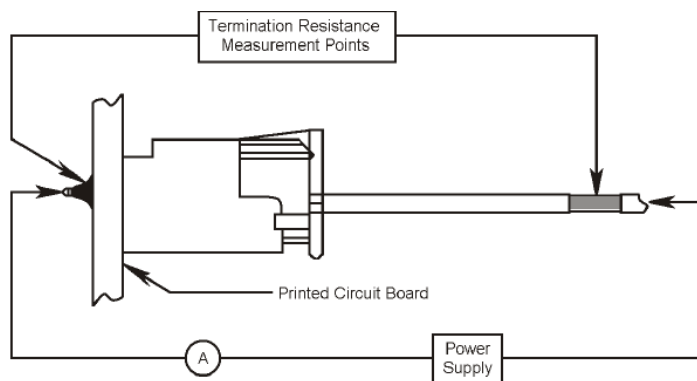 Termination Resistance
Measurement Points
Printed Circuit Board
A
Power
Supply